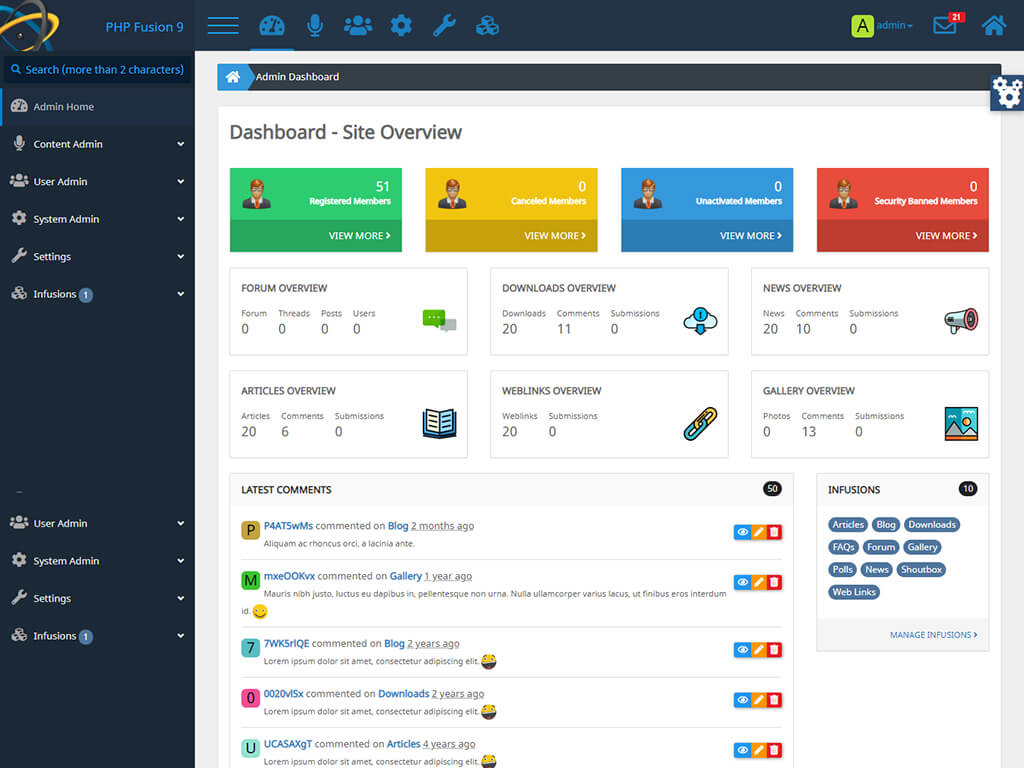 PHP Fusion 9
A admin
21
Search (more than 2 characters)
Admin Home
Content Admin
User Admin
System Admin
Settings
Infusions 1
User Admin
System Admin
Settings
Infusions 1
Admin Dashboard
Dashboard - Site Overview
51
Registered Members
VIEW MORE
0
Canceled Members
VIEW MORE
0
Unactivated Members
VIEW MORE
0
Security Banned Members
VIEW MORE
FORUM OVERVIEW
Forum Threads Posts Users
0 0 0 0
DOWNLOADS OVERVIEW
Downloads Comments Submissions
20 11 0
NEWS OVERVIEW
News Comments Submissions
20 10 0
ARTICLES OVERVIEW
Articles Comments Submissions
20 6 0
WEBLINKS OVERVIEW
Weblinks Submissions
20 0
GALLERY OVERVIEW
Photos Comments Submissions
0 13 0
LATEST COMMENTS 50
P P4AT5wMs commented on Blog 2 months ago
Aliquam ac rhoncus orci, a lacinia ante.
M mxeOOKvx commented on Gallery 1 year ago
Mauris nibh justo, luctus eu dapibus in, pellentesque non urna. Nulla ullamcorper varius lacus, ut finibus eros interdum
id.
7 7WK5rlQE commented on Blog 2 years ago
Lorem ipsum dolor sit amet, consectetur adipiscing elit.
0 0020vlSx commented on Downloads 2 years ago
Lorem ipsum dolor sit amet, consectetur adipiscing elit.
U UCASAXgT commented on Articles 4 years ago
Lorem ipsum dolor sit amet, consectetur adipiscing elit.
INFUSIONS 10
Articles Blog Downloads
FAQs Forum Gallery
Polls News Shoutbox
Web Links
MANAGE INFUSIONS